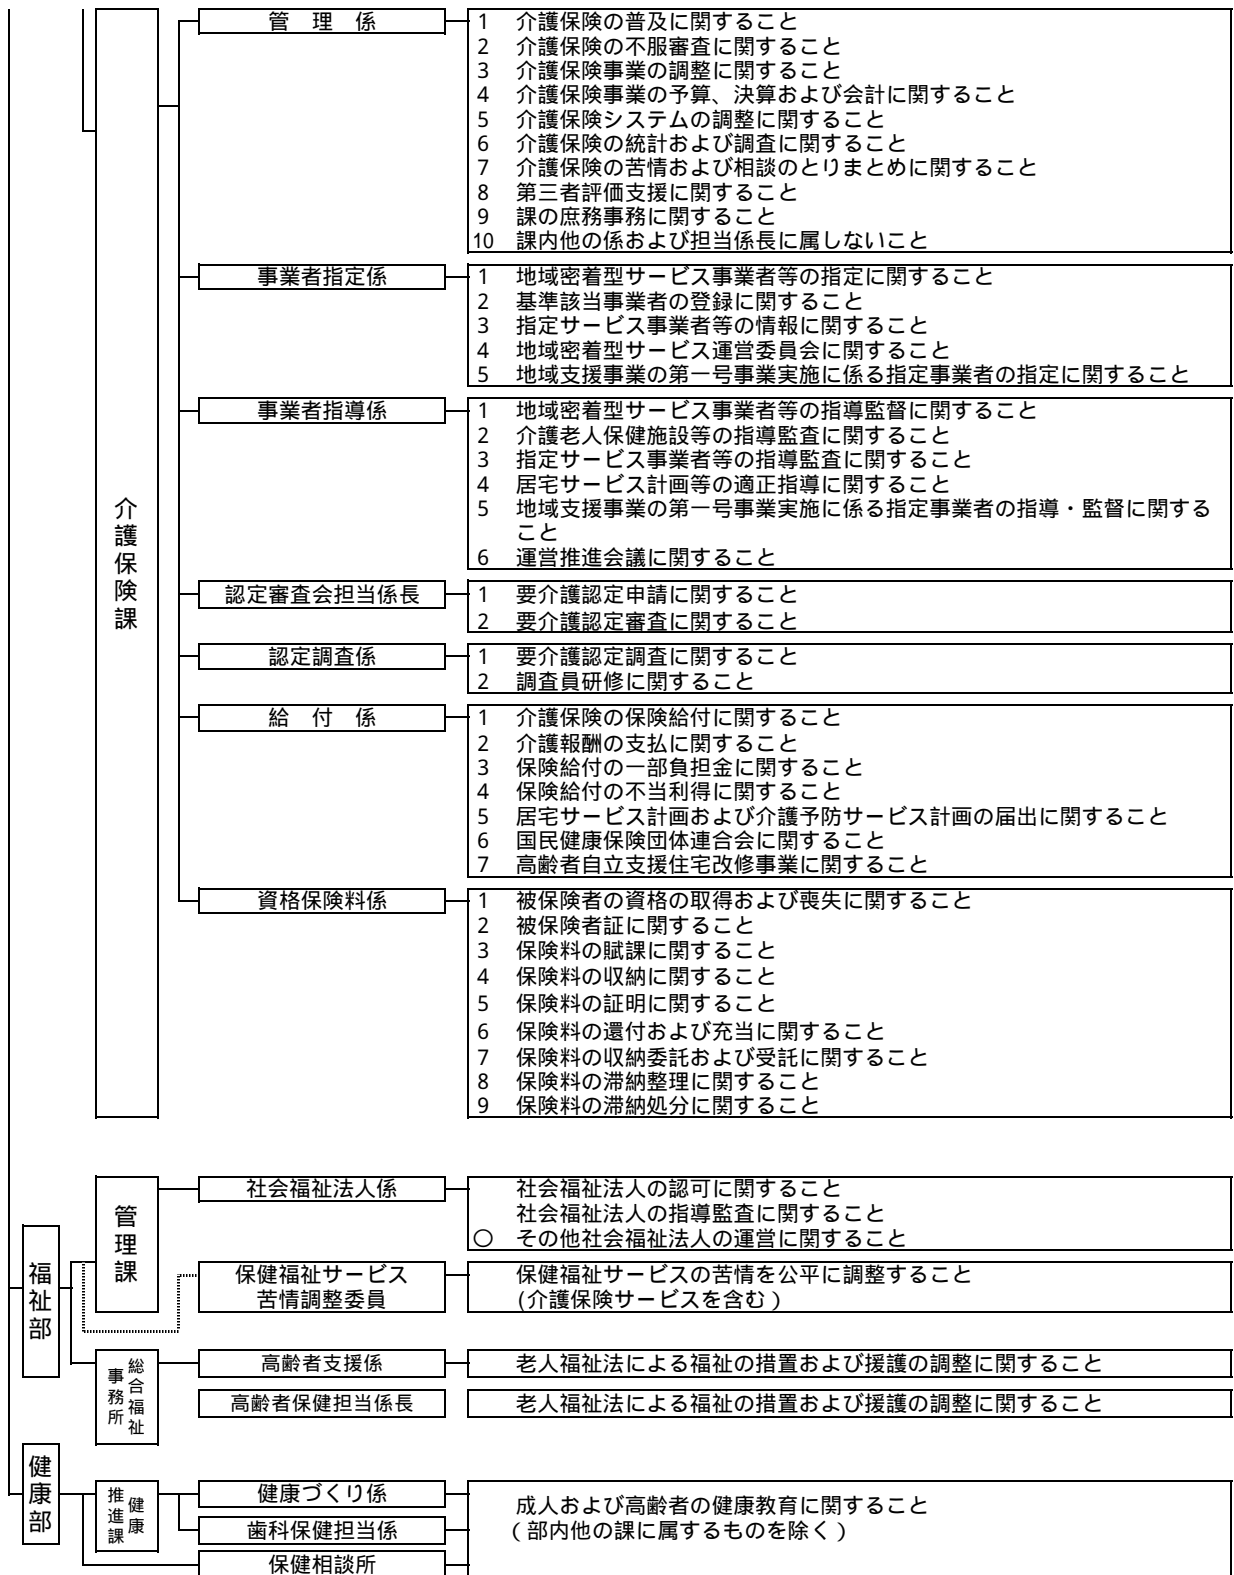 介護保険課
管　理　係
1　介護保険の普及に関すること
2　介護保険の不服審査に関すること
3　介護保険事業の調整に関すること
4　介護保険事業の予算、決算および会計に関すること
5　介護保険システムの調整に関すること
6　介護保険の統計および調査に関すること
7　介護保険の苦情および相談のとりまとめに関すること
8　第三者評価支援に関すること
9　課の庶務事務に関すること
10　課内他の係および担当係長に属しないこと
事業者指定係
1　地域密着型サービス事業者等の指定に関すること
2　基準該当事業者の登録に関すること
3　指定サービス事業者等の情報に関すること
4　地域密着型サービス運営委員会に関すること
5　地域支援事業の第一号事業実施に係る指定事業者の指定に関すること
事業者指導係
1　地域密着型サービス事業者等の指導監督に関すること
2　介護老人保健施設等の指導監査に関すること
3　指定サービス事業者等の指導監査に関すること
4　居宅サービス計画等の適正指導に関すること
5　地域支援事業の第一号事業実施に係る指定事業者の指導・監督に関する
こと
6　運営推進会議に関すること
認定審査会担当係長
1　要介護認定申請に関すること
2　要介護認定審査に関すること
認定調査係
1　要介護認定調査に関すること
2　調査員研修に関すること
給　付　係
1　介護保険の保険給付に関すること
2　介護報酬の支払に関すること
3　保険給付の一部負担金に関すること
4　保険給付の不当利得に関すること
5　居宅サービス計画および介護予防サービス計画の届出に関すること
6　国民健康保険団体連合会に関すること
7　高齢者自立支援住宅改修事業に関すること
資格保険料係
1　被保険者の資格の取得および喪失に関すること
2　被保険者証に関すること
3　保険料の賦課に関すること
4　保険料の収納に関すること
5　保険料の証明に関すること
6　保険料の還付および充当に関すること
7　保険料の収納委託および受託に関すること
8　保険料の滞納整理に関すること
9　保険料の滞納処分に関すること
福祉部
管理課
社会福祉法人係
社会福祉法人の認可に関すること
社会福祉法人の指導監査に関すること
○　その他社会福祉法人の運営に関すること
保健福祉サービス
苦情調整委員
保健福祉サービスの苦情を公平に調整すること
(介護保険サービスを含む)
総合福祉
事務所
高齢者支援係
老人福祉法による福祉の措置および援護の調整に関すること
高齢者保健担当係長
老人福祉法による福祉の措置および援護の調整に関すること
健康部
健康
推進課
健康づくり係
歯科保健担当係
保健相談所
成人および高齢者の健康教育に関すること
(部内他の課に属するものを除く)